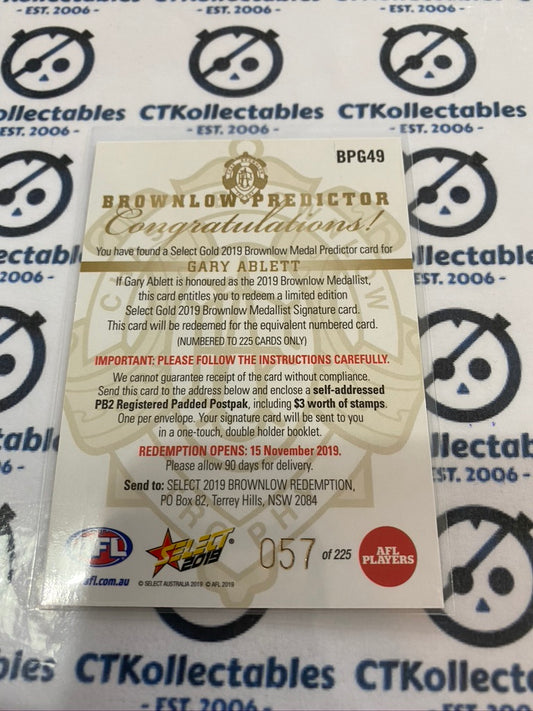 CTKollectables
- EST. 2006 -
BPG49
BROWNLOW PREDICTOR
Congratulations!
You have found a Select Gold 2019 Brownlow Medal Predictor card for
GARY ABLETT
If Gary Ablett is honoured as the 2019 Brownlow Medallist,
this card entitles you to redeem a limited edition
Select Gold 2019 Brownlow Medallist Signature card.
This card will be redeemed for the equivalent numbered card.
(NUMBERED TO 225 CARDS ONLY)
IMPORTANT: PLEASE FOLLOW THE INSTRUCTIONS CAREFULLY.
We cannot guarantee receipt of the card without compliance.
Send this card to the address below and enclose a self-addressed
PB2 Registered Padded Postpak, including $3 worth of stamps.
One per envelope. Your signature card will be sent to you
in a one-touch, double holder booklet.
REDEMPTION OPENS: 15 November 2019.
Please allow 90 days for delivery.
Send to: SELECT 2019 BROWNLOW REDEMPTION,
PO Box 82, Terrey Hills, NSW 2084
AFL
afl.com.au
SELECT
2019
®
© SELECT AUSTRALIA 2019 © AFL 2019
057 of 225
AFL
PLAYERS
CTKollectables
- EST. 2006 -